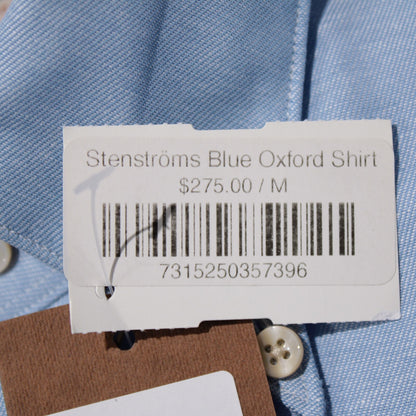 Stenströms Blue Oxford Shirt
$275.00 / M
7315250357396